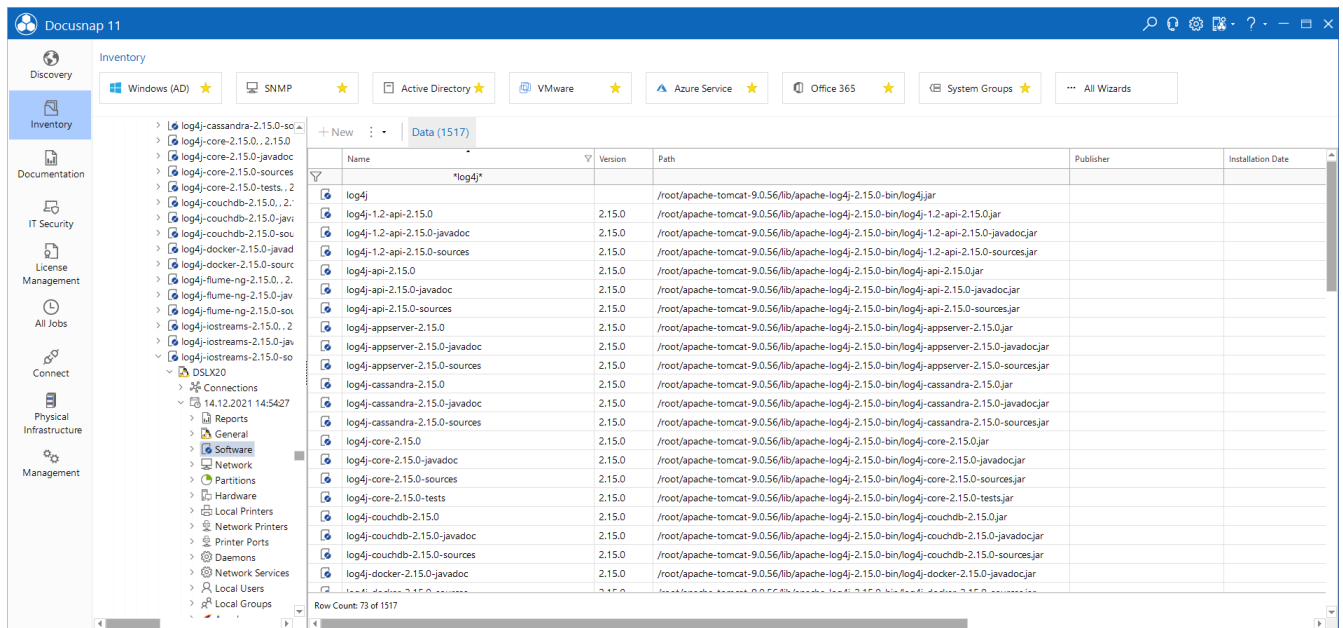 Docusnap 11
Discovery
Inventory
Documentation
IT Security
License
Management
All Jobs
Connect
Physical
Infrastructure
Management
Inventory
Windows (AD)
SNMP
Active Directory
VMware
Azure Service
Office 365
System Groups
All Wizards
log4j-cassandra-2.15.0-so
log4j-core-2.15.0, , 2.15.0
log4j-core-2.15.0-javadoc
log4j-core-2.15.0-sources
log4j-core-2.15.0-tests, , 2
log4j-couchdb-2.15.0, , 2.
log4j-couchdb-2.15.0-java
log4j-couchdb-2.15.0-sou
log4j-docker-2.15.0-javad
log4j-docker-2.15.0-sourc
log4j-flume-ng-2.15.0, , 2.
log4j-flume-ng-2.15.0-jav
log4j-flume-ng-2.15.0-sou
log4j-iostreams-2.15.0, , 2
log4j-iostreams-2.15.0-jav
log4j-iostreams-2.15.0-so
DSLX20
Connections
14.12.2021 14:54:27
Reports
General
Software
Network
Partitions
Hardware
Local Printers
Network Printers
Printer Ports
Daemons
Network Services
Local Users
Local Groups
+ New Data (1517)
Name Version Path Publisher Installation Date
*log4j*
log4j /root/apache-tomcat-9.0.56/lib/apache-log4j-2.15.0-bin/log4j.jar
log4j-1.2-api-2.15.0 2.15.0 /root/apache-tomcat-9.0.56/lib/apache-log4j-2.15.0-bin/log4j-1.2-api-2.15.0.jar
log4j-1.2-api-2.15.0-javadoc 2.15.0 /root/apache-tomcat-9.0.56/lib/apache-log4j-2.15.0-bin/log4j-1.2-api-2.15.0-javadoc.jar
log4j-1.2-api-2.15.0-sources 2.15.0 /root/apache-tomcat-9.0.56/lib/apache-log4j-2.15.0-bin/log4j-1.2-api-2.15.0-sources.jar
log4j-api-2.15.0 2.15.0 /root/apache-tomcat-9.0.56/lib/apache-log4j-2.15.0-bin/log4j-api-2.15.0.jar
log4j-api-2.15.0-javadoc 2.15.0 /root/apache-tomcat-9.0.56/lib/apache-log4j-2.15.0-bin/log4j-api-2.15.0-javadoc.jar
log4j-api-2.15.0-sources 2.15.0 /root/apache-tomcat-9.0.56/lib/apache-log4j-2.15.0-bin/log4j-api-2.15.0-sources.jar
log4j-appserver-2.15.0 2.15.0 /root/apache-tomcat-9.0.56/lib/apache-log4j-2.15.0-bin/log4j-appserver-2.15.0.jar
log4j-appserver-2.15.0-javadoc 2.15.0 /root/apache-tomcat-9.0.56/lib/apache-log4j-2.15.0-bin/log4j-appserver-2.15.0-javadoc.jar
log4j-appserver-2.15.0-sources 2.15.0 /root/apache-tomcat-9.0.56/lib/apache-log4j-2.15.0-bin/log4j-appserver-2.15.0-sources.jar
log4j-cassandra-2.15.0 2.15.0 /root/apache-tomcat-9.0.56/lib/apache-log4j-2.15.0-bin/log4j-cassandra-2.15.0.jar
log4j-cassandra-2.15.0-javadoc 2.15.0 /root/apache-tomcat-9.0.56/lib/apache-log4j-2.15.0-bin/log4j-cassandra-2.15.0-javadoc.jar
log4j-cassandra-2.15.0-sources 2.15.0 /root/apache-tomcat-9.0.56/lib/apache-log4j-2.15.0-bin/log4j-cassandra-2.15.0-sources.jar
log4j-core-2.15.0 2.15.0 /root/apache-tomcat-9.0.56/lib/apache-log4j-2.15.0-bin/log4j-core-2.15.0.jar
log4j-core-2.15.0-javadoc 2.15.0 /root/apache-tomcat-9.0.56/lib/apache-log4j-2.15.0-bin/log4j-core-2.15.0-javadoc.jar
log4j-core-2.15.0-sources 2.15.0 /root/apache-tomcat-9.0.56/lib/apache-log4j-2.15.0-bin/log4j-core-2.15.0-sources.jar
log4j-core-2.15.0-tests 2.15.0 /root/apache-tomcat-9.0.56/lib/apache-log4j-2.15.0-bin/log4j-core-2.15.0-tests.jar
log4j-couchdb-2.15.0 2.15.0 /root/apache-tomcat-9.0.56/lib/apache-log4j-2.15.0-bin/log4j-couchdb-2.15.0.jar
log4j-couchdb-2.15.0-javadoc 2.15.0 /root/apache-tomcat-9.0.56/lib/apache-log4j-2.15.0-bin/log4j-couchdb-2.15.0-javadoc.jar
log4j-couchdb-2.15.0-sources 2.15.0 /root/apache-tomcat-9.0.56/lib/apache-log4j-2.15.0-bin/log4j-couchdb-2.15.0-sources.jar
log4j-docker-2.15.0-javadoc 2.15.0 /root/apache-tomcat-9.0.56/lib/apache-log4j-2.15.0-bin/log4j-docker-2.15.0-javadoc.jar
Row Count: 73 of 1517